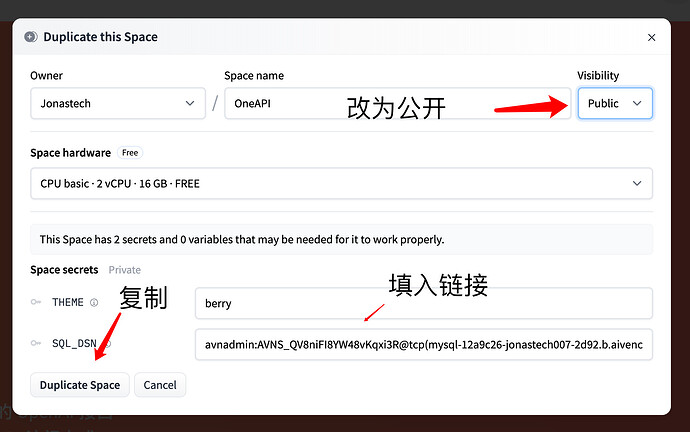 Duplicate this Space
Owner
Space name
Visibility
Jonastech
/
OneAPI
改为公开
Public
Space hardware Free
CPU basic · 2 vCPU · 16 GB · FREE
This Space has 2 secrets and 0 variables that may be needed for it to work properly.
Space secrets Private
复制
填入链接
THEME
berry
SQL_DSN
avnadmin:AVNS_QV8niFI8YW48vKqxi3R@tcp(mysql-12a9c26-jonastech007-2d92.b.aivenc
Duplicate Space
Cancel